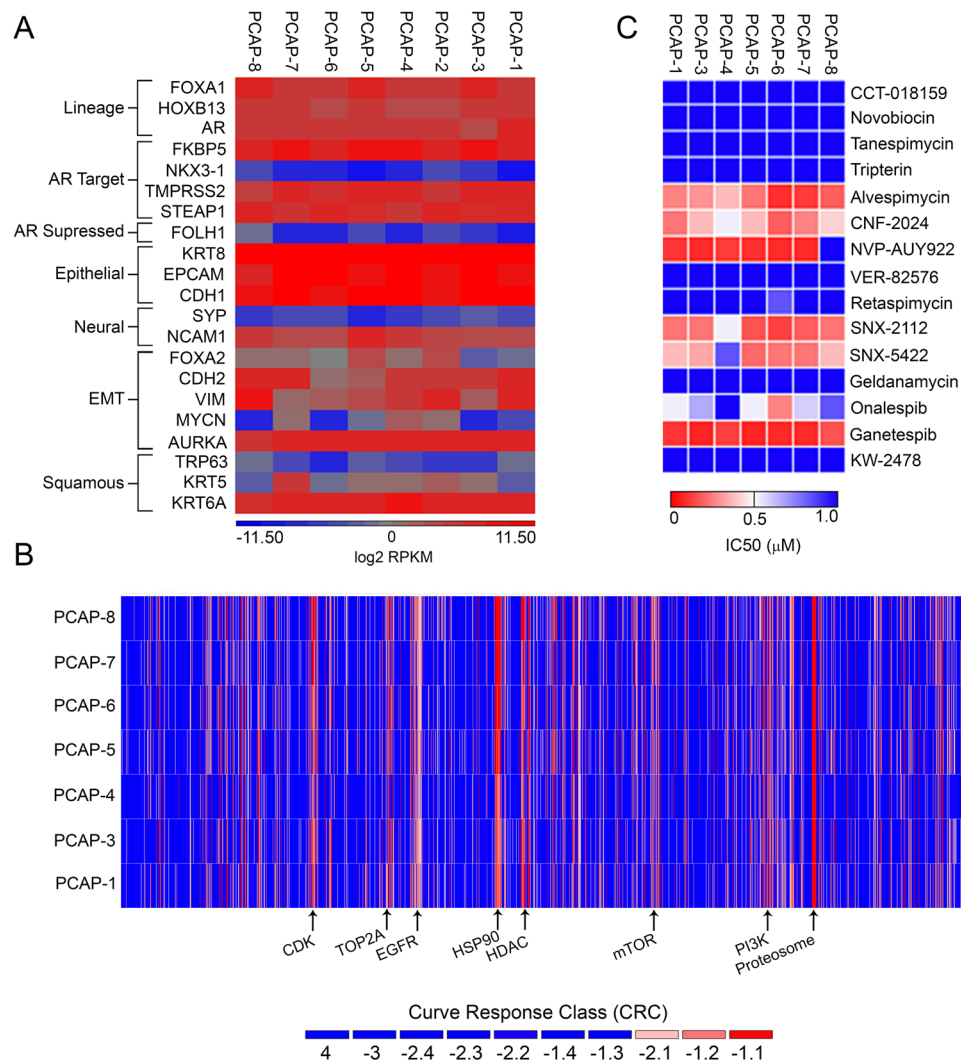 A
PCAP-8
PCAP-7
PCAP-6
PCAP-5
PCAP-4
PCAP-2
PCAP-3
PCAP-1
Lineage
FOXA1
HOXB13
AR
AR Target
FKBP5
NKX3-1
TMPRSS2
STEAP1
AR Supressed
FOLH1
Epithelial
KRT8
EPCAM
CDH1
Neural
SYP
NCAM1
EMT
FOXA2
CDH2
VIM
MYCN
AURKA
Squamous
TRP63
KRT5
KRT6A
-11.50 0 11.50
log2 RPKM
C
PCAP-1
PCAP-3
PCAP-4
PCAP-5
PCAP-6
PCAP-7
PCAP-8
CCT-018159
Novobiocin
Tanespimycin
Tripterin
Alvespimycin
CNF-2024
NVP-AUY922
VER-82576
Retaspimycin
SNX-2112
SNX-5422
Geldanamycin
Onalespib
Ganetespib
KW-2478
0 0.5 1.0
IC50 (μM)
B
PCAP-8
PCAP-7
PCAP-6
PCAP-5
PCAP-4
PCAP-3
PCAP-1
CDK
TOP2A
EGFR
HSP90
HDAC
mTOR
PI3K
Proteosome
Curve Response Class (CRC)
4 -3 -2.4 -2.3 -2.2 -1.4 -1.3 -2.1 -1.2 -1.1